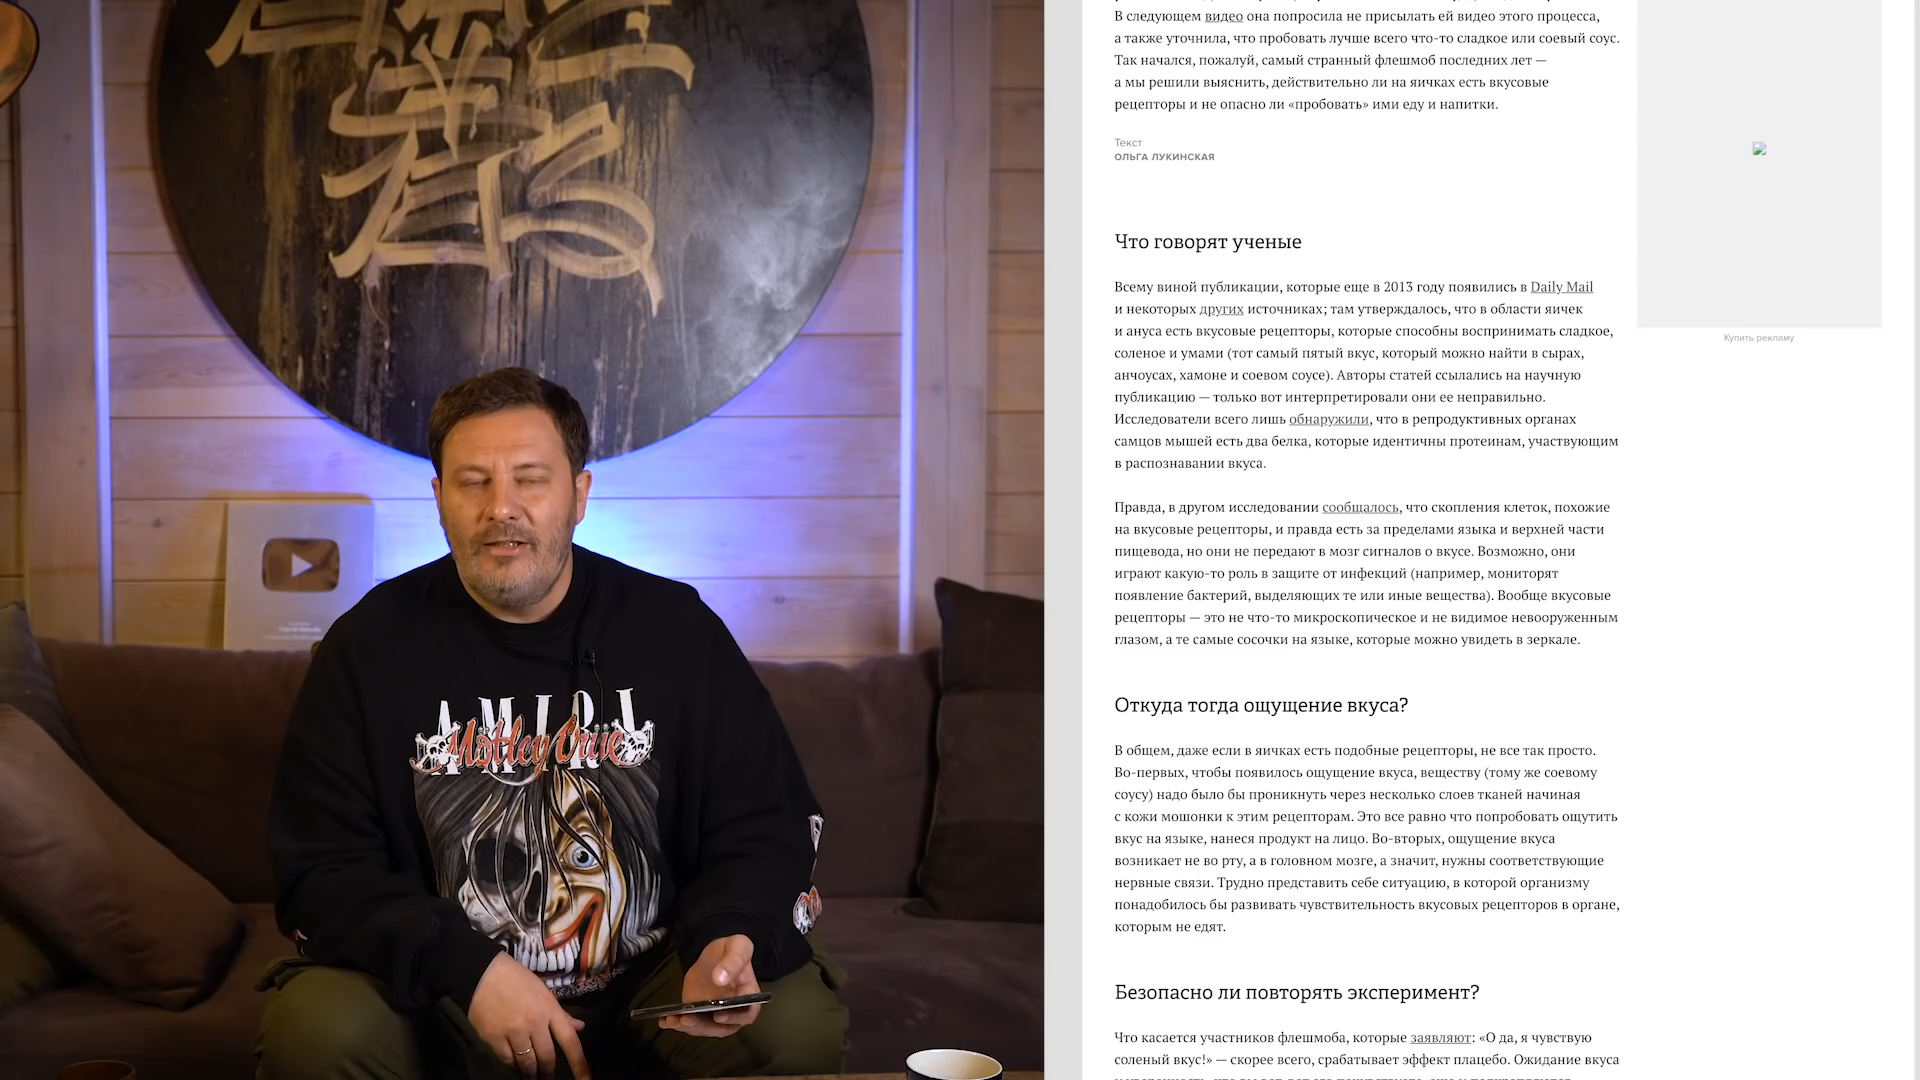 AMIRI
Mötley Crüe
В следующем видео она попросила не присылать ей видео этого процесса,
а также уточнила, что пробовать лучше всего что-то сладкое или соевый соус.
Так начался, пожалуй, самый странный флешмоб последних лет —
а мы решили выяснить, действительно ли на яичках есть вкусовые
рецепторы и не опасно ли «пробовать» ими еду и напитки.
Текст
ОЛЬГА ЛУКИНСКАЯ
Что говорят ученые
Всему виной публикации, которые еще в 2013 году появились в Daily Mail
и некоторых других источниках; там утверждалось, что в области яичек
и ануса есть вкусовые рецепторы, которые способны воспринимать сладкое,
соленое и умами (тот самый пятый вкус, который можно найти в сырах,
анчоусах, хамоне и соевом соусе). Авторы статей ссылались на научную
публикацию — только вот интерпретировали они ее неправильно.
Исследователи всего лишь обнаружили, что в репродуктивных органах
самцов мышей есть два белка, которые идентичны протеинам, участвующим
в распознавании вкуса.
Правда, в другом исследовании сообщалось, что скопления клеток, похожие
на вкусовые рецепторы, и правда есть за пределами языка и верхней части
пищевода, но они не передают в мозг сигналов о вкусе. Возможно, они
играют какую-то роль в защите от инфекций (например, мониторят
появление бактерий, выделяющих те или иные вещества). Вообще вкусовые
рецепторы — это не что-то микроскопическое и не видимое невооруженным
глазом, а те самые сосочки на языке, которые можно увидеть в зеркале.
Откуда тогда ощущение вкуса?
В общем, даже если в яичках есть подобные рецепторы, не все так просто.
Во-первых, чтобы появилось ощущение вкуса, веществу (тому же соевому
соусу) надо было бы проникнуть через несколько слоев тканей начиная
с кожи мошонки к этим рецепторам. Это все равно что попробовать ощутить
вкус на языке, нанеся продукт на лицо. Во-вторых, ощущение вкуса
возникает не во рту, а в головном мозге, а значит, нужны соответствующие
нервные связи. Трудно представить себе ситуацию, в которой организму
понадобилось бы развивать чувствительность вкусовых рецепторов в органе,
которым не едят.
Безопасно ли повторять эксперимент?
Что касается участников флешмоба, которые заявляют: «О да, я чувствую
соленый вкус!» — скорее всего, срабатывает эффект плацебо. Ожидание вкуса
Купить рекламу